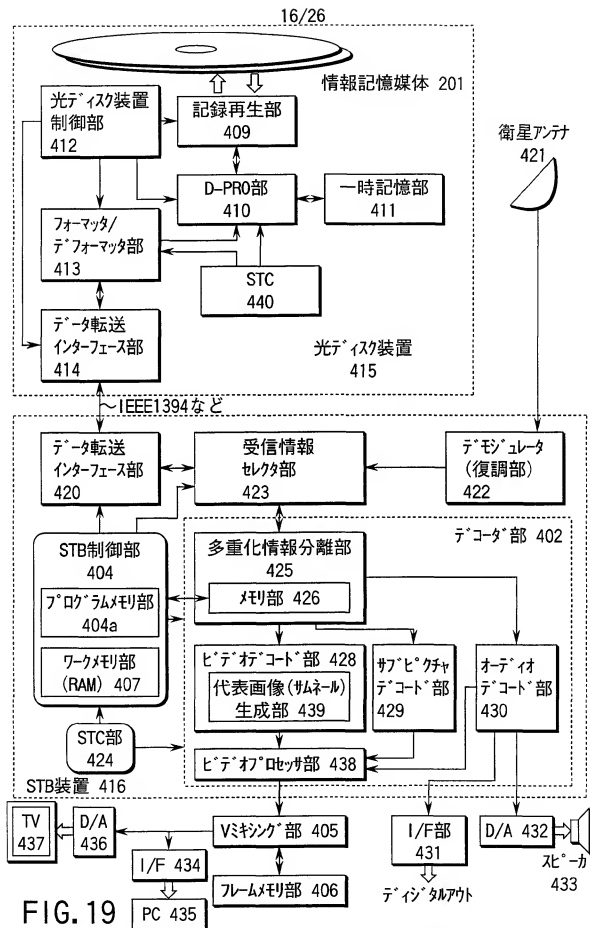 16/26
情報記憶媒体 201
光ディスク装置
制御部
412
記録再生部
409
D-PRO部
410
一時記憶部
411
衛星アンテナ
421
フォーマッタ/
デフォーマッタ部
413
STC
440
データ転送
インターフェース部
414
光ディスク装置
415
~IEEE1394など
データ転送
インターフェース部
420
受信情報
セレクタ部
423
デモジュレータ
(復調部)
422
デコーダ部 402
STB制御部
404
プログラムメモリ部
404a
ワークメモリ部
(RAM) 407
多重化情報分離部
425
メモリ部 426
ビデオデコード部 428
代表画像(サムネール)
生成部 439
サブピクチャ
デコード部
429
オーディオ
デコード部
430
STC部
424
ビデオプロセッサ部 438
STB装置 416
TV
437
D/A
436
Vミキシング部 405
I/F部
431
D/A 432
スピーカ
433
I/F 434
フレームメモリ部 406
ディジタルアウト
PC 435
FIG.19